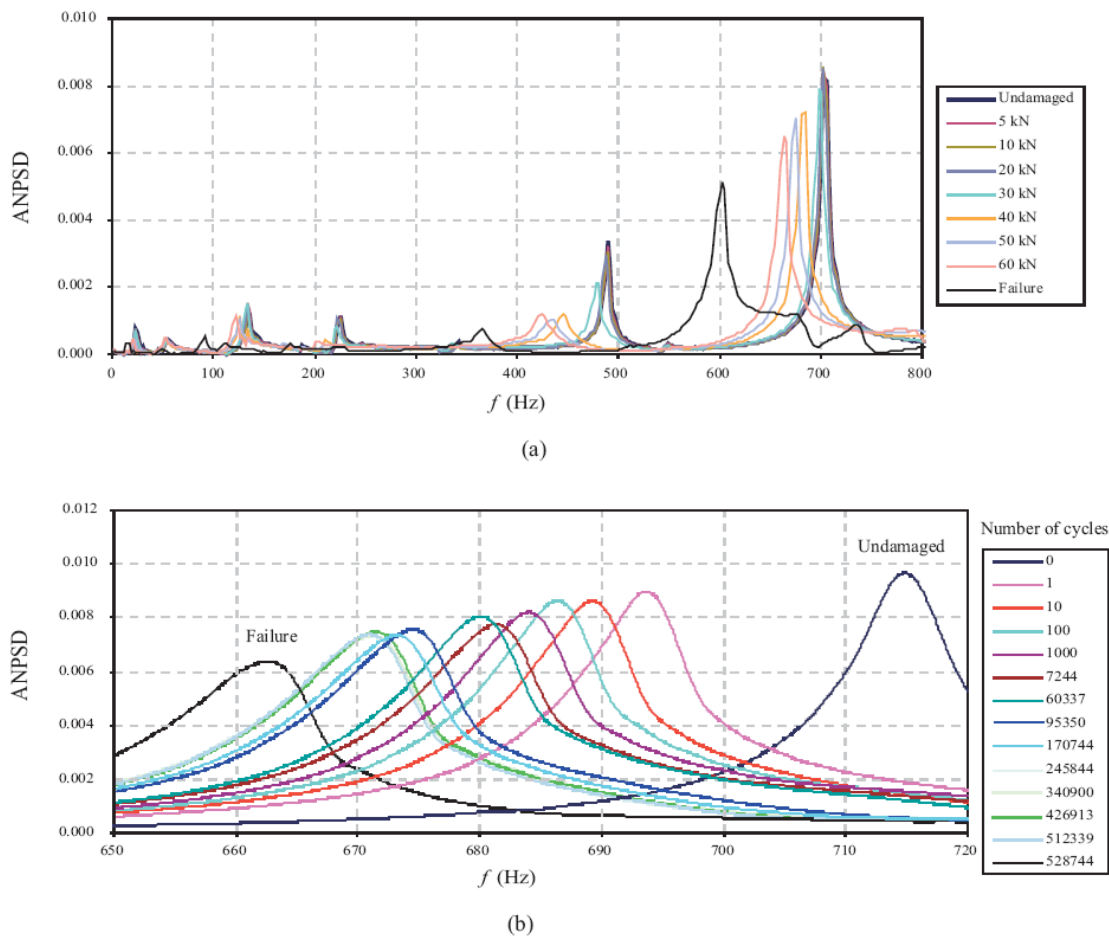 0.010
0.008
0.006
0.004
0.002
0.000
ANPSD
0 100 200 300 400 500 600 700 800
f (Hz)
Undamaged
5 kN
10 kN
20 kN
30 kN
40 kN
50 kN
60 kN
Failure
(a)
0.012
0.010
0.008
0.006
0.004
0.002
0.000
ANPSD
Failure
Undamaged
650 660 670 680 690 700 710 720
f (Hz)
Number of cycles
0
1
10
100
1000
7244
60337
95350
170744
245844
340900
426913
512339
528744
(b)